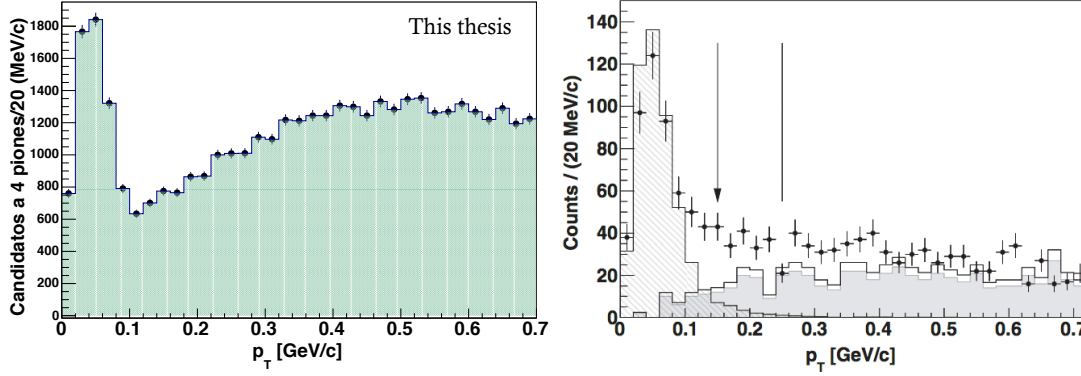 This thesis
Candidatos a 4 piones/20 (MeV/c)
1800
1600
1400
1200
1000
800
600
400
200
0
0 0.1 0.2 0.3 0.4 0.5 0.6 0.7
p_T [GeV/c]
Counts / (20 MeV/c)
140
120
100
80
60
40
20
0
0 0.1 0.2 0.3 0.4 0.5 0.6 0.7
p_T [GeV/c]